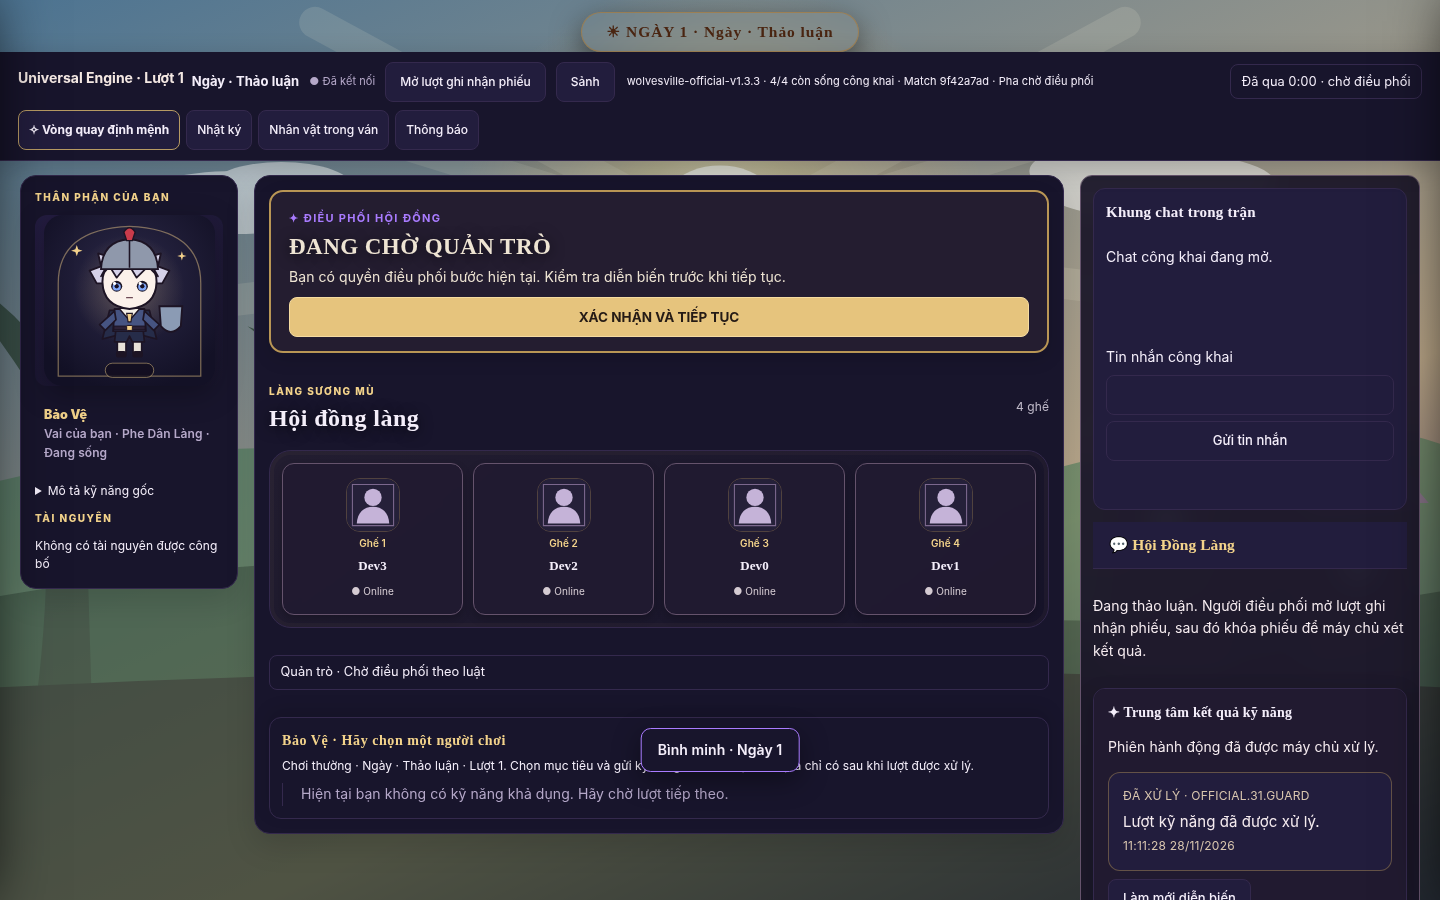 ☀ NGÀY 1 · Ngày · Thảo luận
Universal Engine · Lượt 1 Ngày · Thảo luận ● Đã kết nối Mở lượt ghi nhận phiếu Sảnh wolvesville-official-v1.3.3 · 4/4 còn sống công khai · Match 9f42a7ad · Pha chờ điều phối Đã qua 0:00 · chờ điều phối
✧ Vòng quay định mệnh Nhật ký Nhân vật trong ván Thông báo
THÂN PHẬN CỦA BẠN
Bảo Vệ
Vai của bạn · Phe Dân Làng ·
Đang sống
▶ Mô tả kỹ năng gốc
TÀI NGUYÊN
Không có tài nguyên được công
bố
✦ ĐIỀU PHỐI HỘI ĐỒNG
ĐANG CHỜ QUẢN TRÒ
Bạn có quyền điều phối bước hiện tại. Kiểm tra diễn biến trước khi tiếp tục.
XÁC NHẬN VÀ TIẾP TỤC
LÀNG SƯƠNG MÙ
Hội đồng làng
4 ghế
Ghế 1
Dev3
● Online
Ghế 2
Dev2
● Online
Ghế 3
Dev0
● Online
Ghế 4
Dev1
● Online
Quản trò · Chờ điều phối theo luật
Bảo Vệ · Hãy chọn một người chơi
Bình minh · Ngày 1
Chơi thường · Ngày · Thảo luận · Lượt 1. Chọn mục tiêu và gửi chỉ có sau khi lượt được xử lý.
Hiện tại bạn không có kỹ năng khả dụng. Hãy chờ lượt tiếp theo.
Khung chat trong trận
Chat công khai đang mở.
Tin nhắn công khai
Gửi tin nhắn
💬 Hội Đồng Làng
Đang thảo luận. Người điều phối mở lượt ghi
nhận phiếu, sau đó khóa phiếu để máy chủ xét
kết quả.
✦ Trung tâm kết quả kỹ năng
Phiên hành động đã được máy chủ xử lý.
ĐÃ XỬ LÝ · OFFICIAL.31.GUARD
Lượt kỹ năng đã được xử lý.
11:11:28 28/11/2026
Làm mới diễn biến